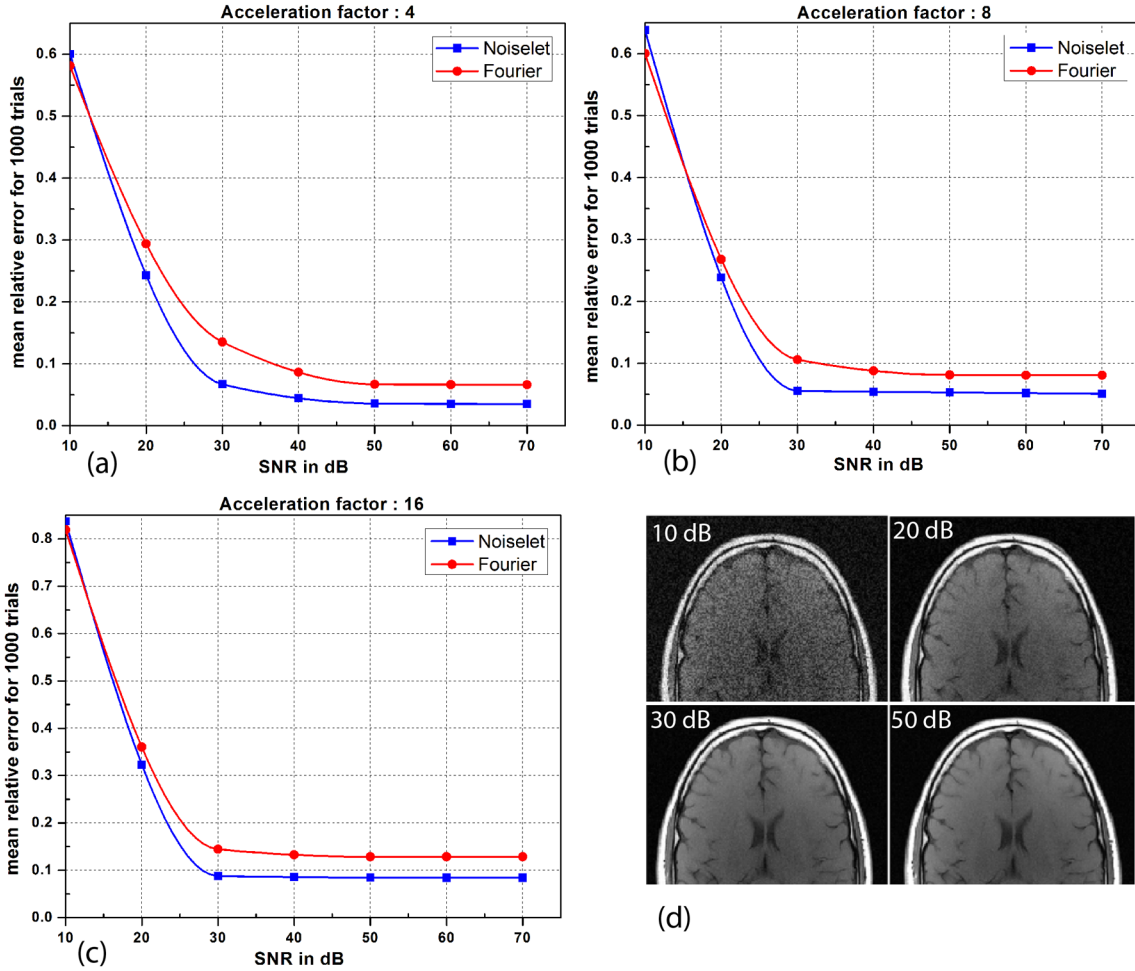 Acceleration factor : 4
mean relative error for 1000 trials
0.6
0.5
0.4
0.3
0.2
0.1
0.0
Noiselet
Fourier
10 20 30 40 50 60 70
SNR in dB
(a)
Acceleration factor : 8
mean relative error for 1000 trials
0.6
0.5
0.4
0.3
0.2
0.1
0.0
Noiselet
Fourier
10 20 30 40 50 60 70
SNR in dB
(b)
Acceleration factor : 16
mean relative error for 1000 trials
0.8
0.7
0.6
0.5
0.4
0.3
0.2
0.1
0.0
Noiselet
Fourier
10 20 30 40 50 60 70
SNR in dB
(c)
10 dB
20 dB
30 dB
50 dB
(d)